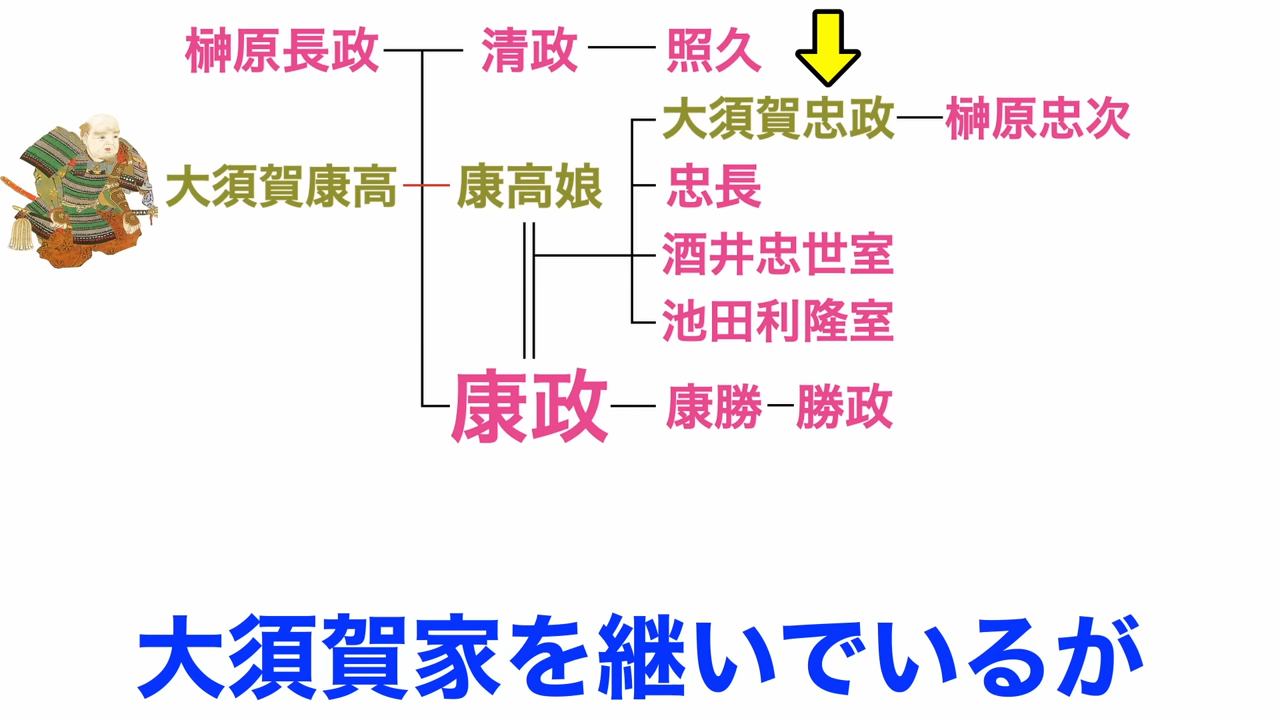 榊原長政 清政 照久
大須賀忠政 榊原忠次
大須賀康高 康高娘 忠長
酒井忠世室
池田利隆室
康政 康勝 勝政
大須賀家を継いでいるが